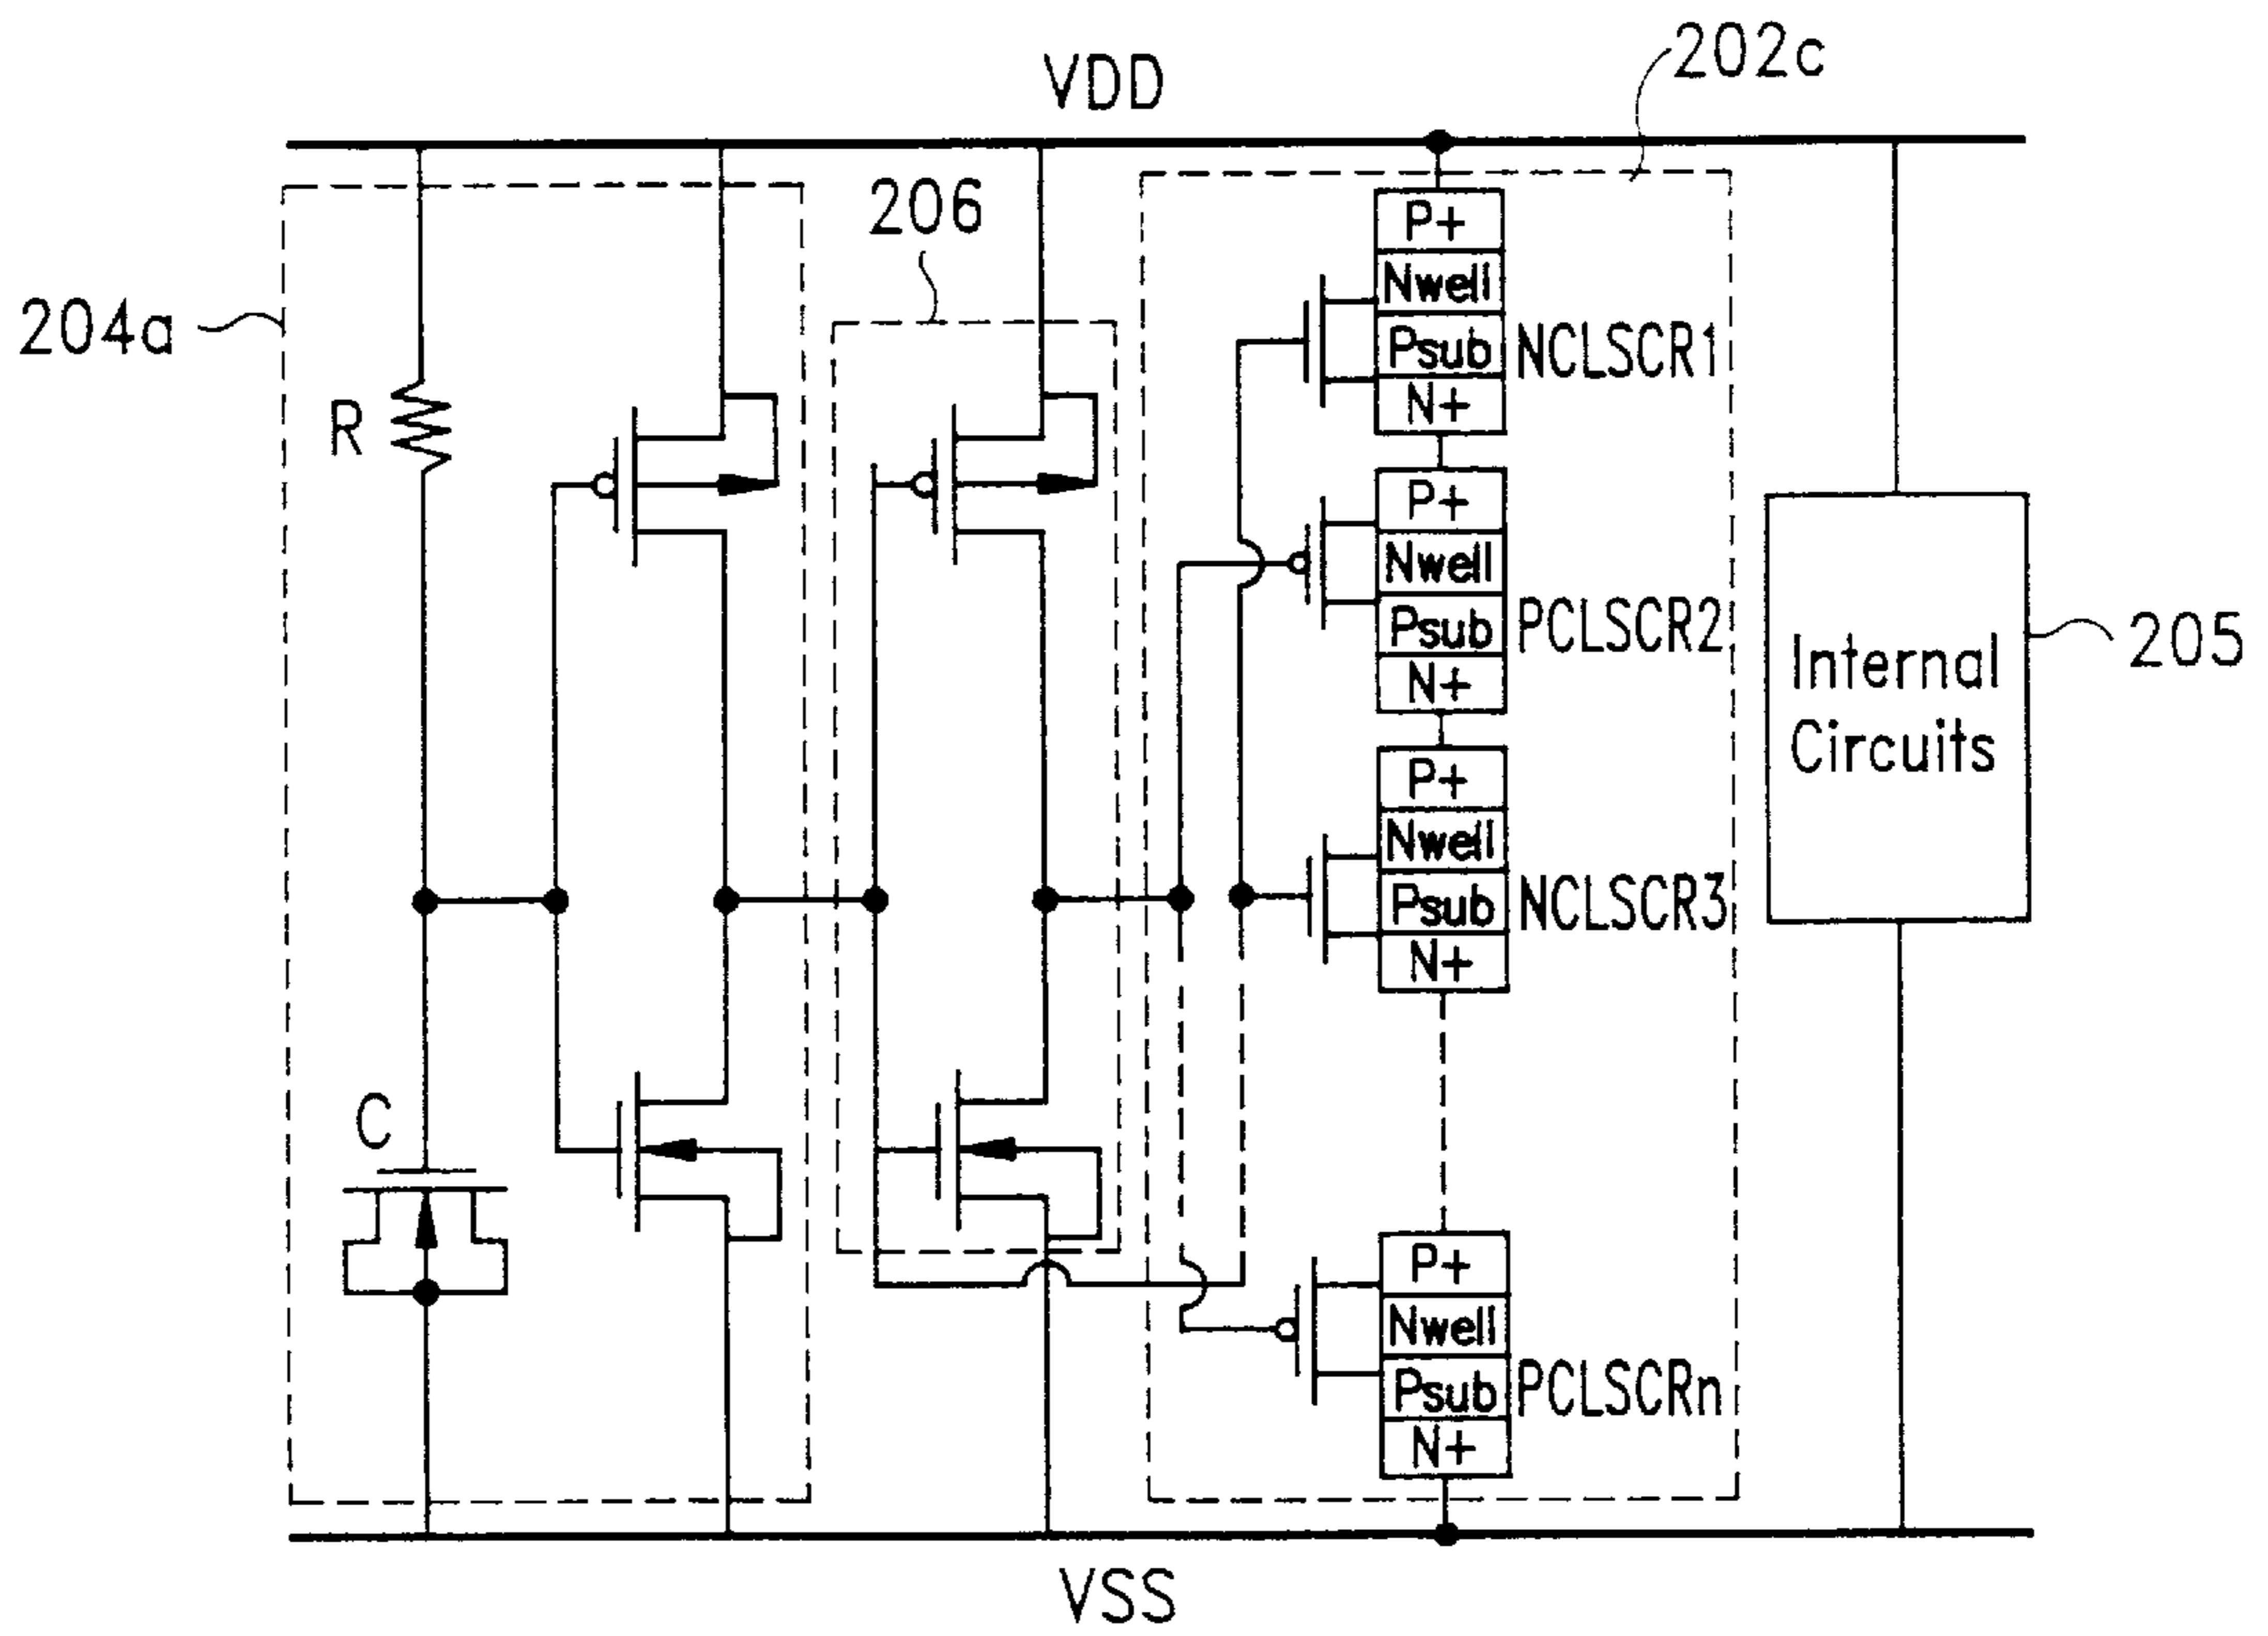 VDD
202c
206
204a
R
C
P+
Nwell
Psub
N+
NCLSCR1
P+
Nwell
Psub
N+
PCLSCR2
P+
Nwell
Psub
N+
NCLSCR3
P+
Nwell
Psub
N+
PCLSCRn
Internal
Circuits
205
VSS